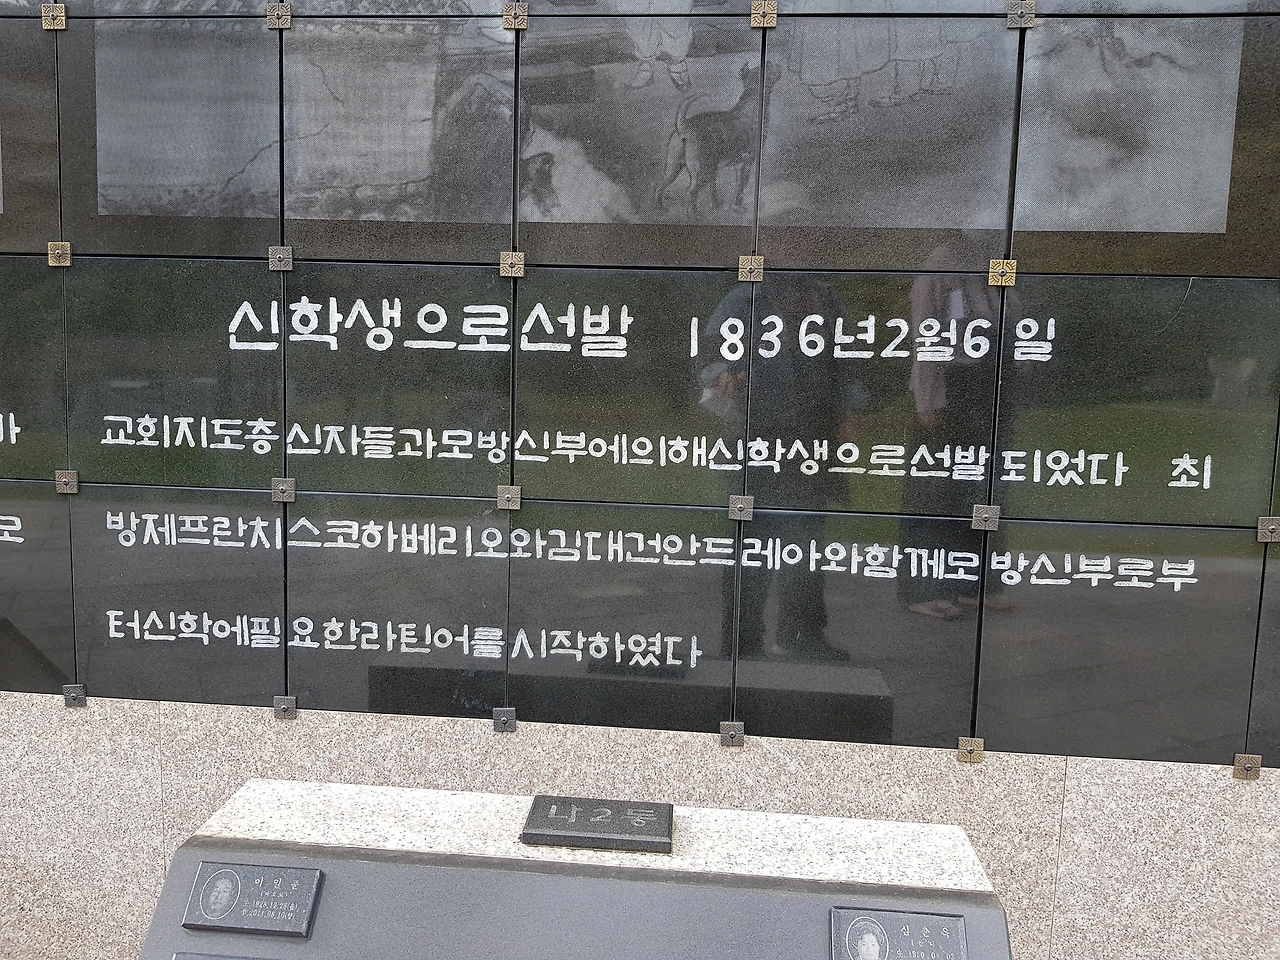 신학생으로선발 1836년2월6일
교회지도층신자들과모방신부에의해신학생으로선발되었다 최
방제프란치스코하베리오와김대건안드레아와함께모방신부로부
터신학에필요한라틴어를시작하였다
나2동